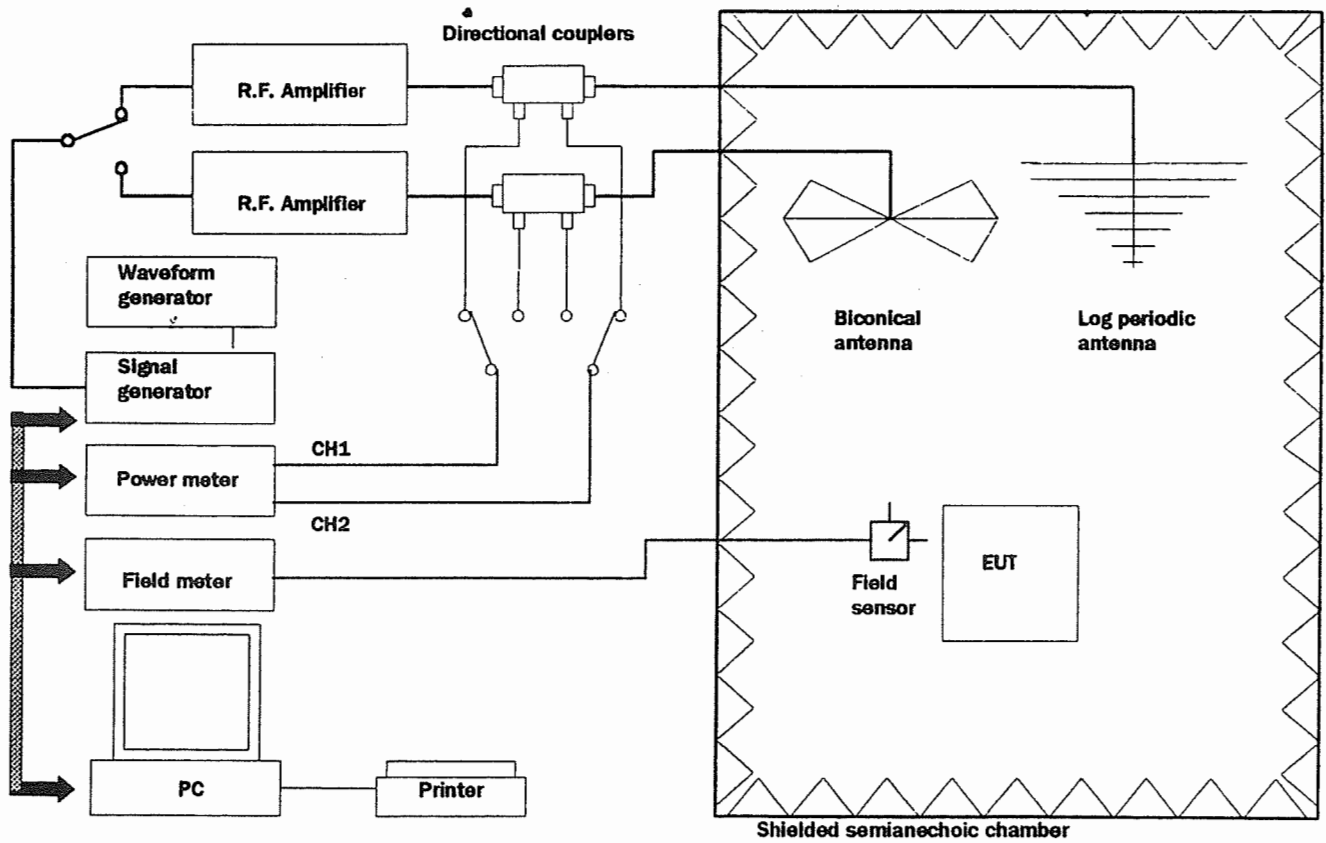 Directional couplers
R.F. Amplifier
R.F. Amplifier
Waveform
generator
Signal
generator
Biconical
antenna
Log periodic
antenna
CH1
Power meter
CH2
Field meter
Field
sensor
EUT
PC
Printer
Shielded semianechoic chamber